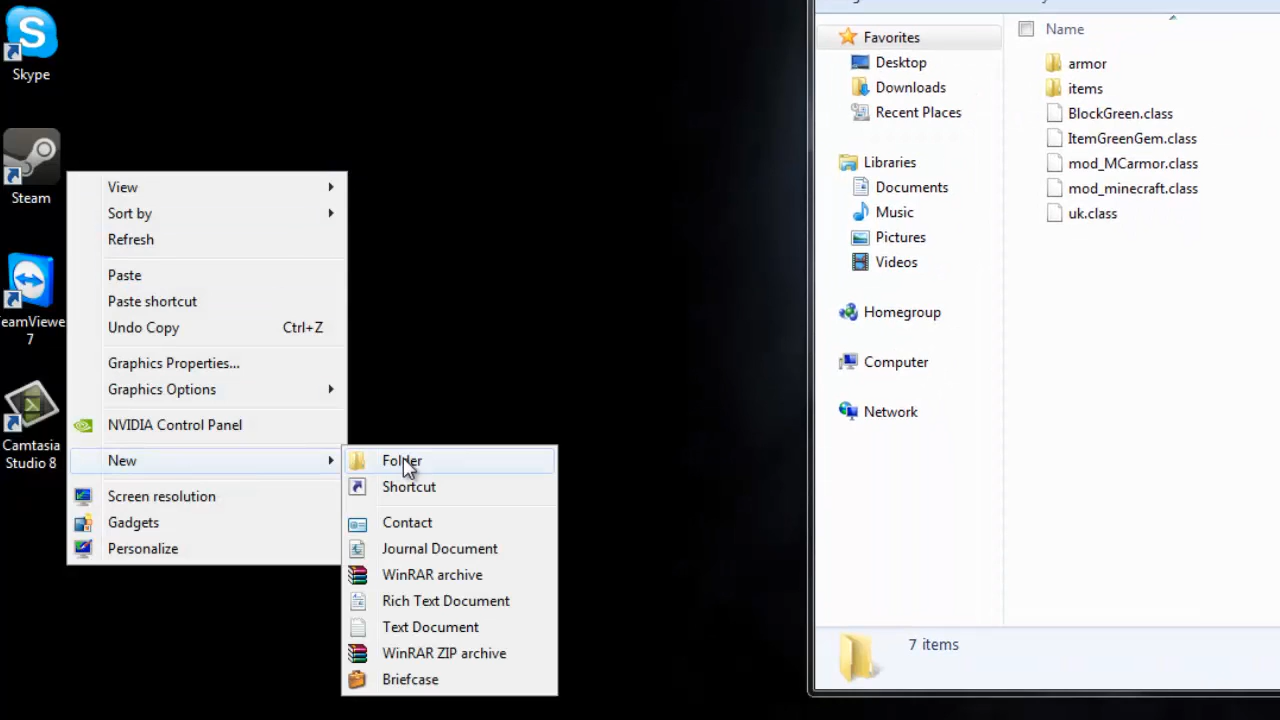 Skype
Steam
eamViewe
7
Camtasia
Studio 8
View
Sort by
Refresh
Paste
Paste shortcut
Undo Copy Ctrl+Z
Graphics Properties...
Graphics Options
NVIDIA Control Panel
New
Screen resolution
Gadgets
Personalize
Folder
Shortcut
Contact
Journal Document
WinRAR archive
Rich Text Document
Text Document
WinRAR ZIP archive
Briefcase
Favorites
Desktop
Downloads
Recent Places
Libraries
Documents
Music
Pictures
Videos
Homegroup
Computer
Network
Name
armor
items
BlockGreen.class
ItemGreenGem.class
mod_MCarmor.class
mod_minecraft.class
uk.class
7 items